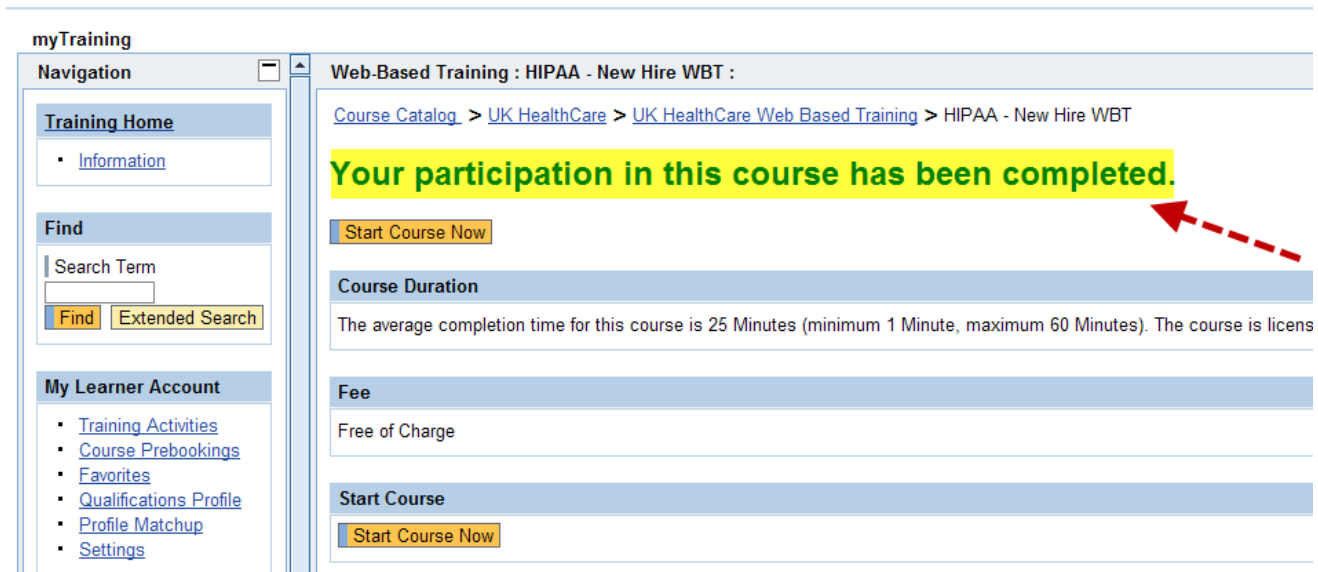 myTraining
Navigation
Training Home
Information
Find
Search Term
Find Extended Search
My Learner Account
Training Activities
Course Prebookings
Favorites
Qualifications Profile
Profile Matchup
Settings
Web-Based Training : HIPAA - New Hire WBT :
Course Catalog > UK HealthCare > UK HealthCare Web Based Training > HIPAA - New Hire WBT
Your participation in this course has been completed.
Start Course Now
Course Duration
The average completion time for this course is 25 Minutes (minimum 1 Minute, maximum 60 Minutes). The course is licens
Fee
Free of Charge
Start Course
Start Course Now